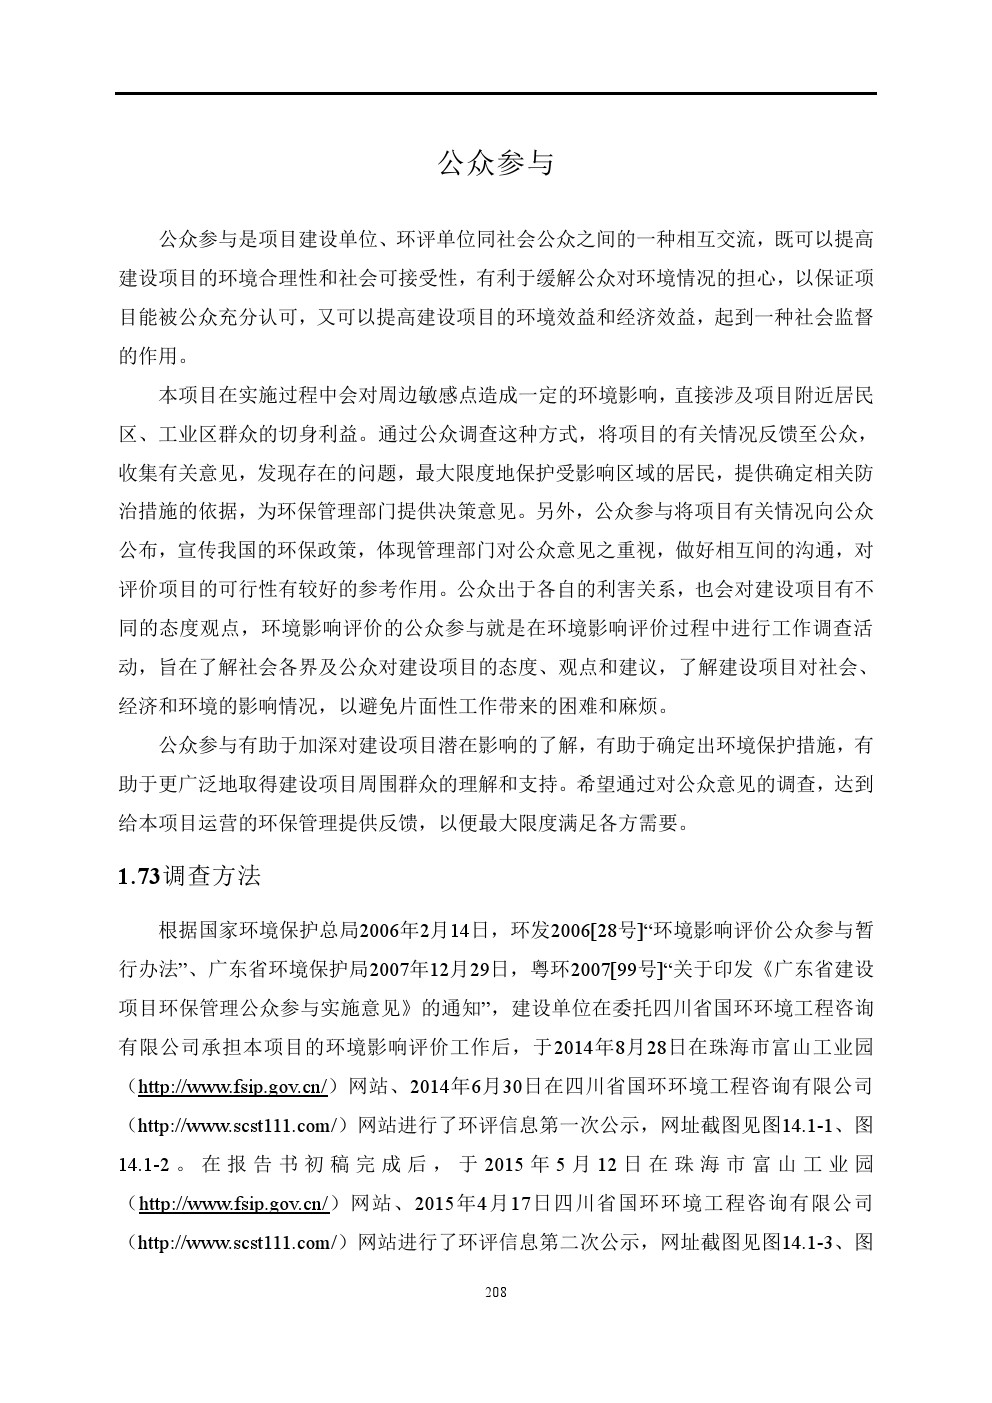 公众参与
公众参与是项目建设单位、环评单位同社会公众之间的一种相互交流，既可以提高
建设项目的环境合理性和社会可接受性，有利于缓解公众对环境情况的担心，以保证项
目能被公众充分认可，又可以提高建设项目的环境效益和经济效益，起到一种社会监督
的作用。
本项目在实施过程中会对周边敏感点造成一定的环境影响，直接涉及项目附近居民
区、工业区群众的切身利益。通过公众调查这种方式，将项目的有关情况反馈至公众，
收集有关意见，发现存在的问题，最大限度地保护受影响区域的居民，提供确定相关防
治措施的依据，为环保管理部门提供决策意见。另外，公众参与将项目有关情况向公众
公布，宣传我国的环保政策，体现管理部门对公众意见之重视，做好相互间的沟通，对
评价项目的可行性有较好的参考作用。公众出于各自的利害关系，也会对建设项目有不
同的态度观点，环境影响评价的公众参与就是在环境影响评价过程中进行工作调查活
动，旨在了解社会各界及公众对建设项目的态度、观点和建议，了解建设项目对社会、
经济和环境的影响情况，以避免片面性工作带来的困难和麻烦。
公众参与有助于加深对建设项目潜在影响的了解，有助于确定出环境保护措施，有
助于更广泛地取得建设项目周围群众的理解和支持。希望通过对公众意见的调查，达到
给本项目运营的环保管理提供反馈，以便最大限度满足各方需要。
1.73调查方法
根据国家环境保护总局2006年2月14日，环发2006[28号]“环境影响评价公众参与暂
行办法”、广东省环境保护局2007年12月29日，粤环2007[99号]“关于印发《广东省建设
项目环保管理公众参与实施意见》的通知”，建设单位在委托四川省国环环境工程咨询
有限公司承担本项目的环境影响评价工作后，于2014年8月28日在珠海市富山工业园
（http://www.fsip.gov.cn/）网站、2014年6月30日在四川省国环环境工程咨询有限公司
（http://www.scst111.com/）网站进行了环评信息第一次公示，网址截图见图14.1-1、图
14.1-2。在报告书初稿完成后，于2015年5月12日在珠海市富山工业园
（http://www.fsip.gov.cn/）网站、2015年4月17日四川省国环环境工程咨询有限公司
（http://www.scst111.com/）网站进行了环评信息第二次公示，网址截图见图14.1-3、图
208